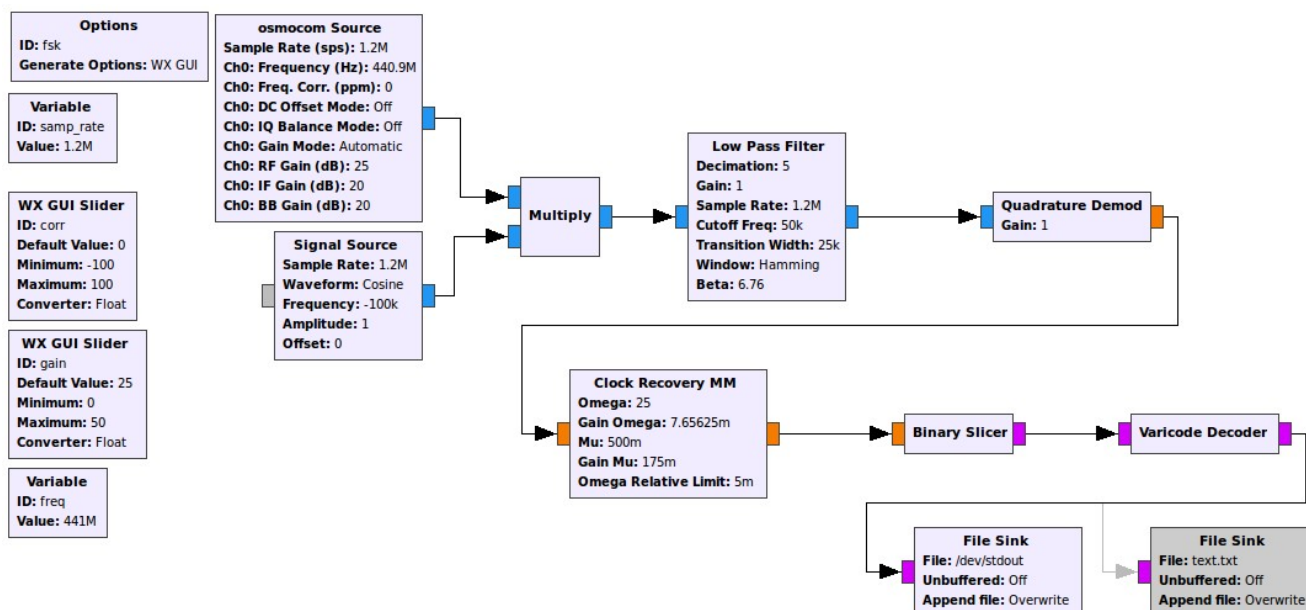 Options
ID: fsk
Generate Options: WX GUI
Variable
ID: samp_rate
Value: 1.2M
WX GUI Slider
ID: corr
Default Value: 0
Minimum: -100
Maximum: 100
Converter: Float
WX GUI Slider
ID: gain
Default Value: 25
Minimum: 0
Maximum: 50
Converter: Float
Variable
ID: freq
Value: 441M
osmocom Source
Sample Rate (sps): 1.2M
Ch0: Frequency (Hz): 440.9M
Ch0: Freq. Corr. (ppm): 0
Ch0: DC Offset Mode: Off
Ch0: IQ Balance Mode: Off
Ch0: Gain Mode: Automatic
Ch0: RF Gain (dB): 25
Ch0: IF Gain (dB): 20
Ch0: BB Gain (dB): 20
Signal Source
Sample Rate: 1.2M
Waveform: Cosine
Frequency: -100k
Amplitude: 1
Offset: 0
Multiply
Low Pass Filter
Decimation: 5
Gain: 1
Sample Rate: 1.2M
Cutoff Freq: 50k
Transition Width: 25k
Window: Hamming
Beta: 6.76
Quadrature Demod
Gain: 1
Clock Recovery MM
Omega: 25
Gain Omega: 7.65625m
Mu: 500m
Gain Mu: 175m
Omega Relative Limit: 5m
Binary Slicer
Varicode Decoder
File Sink
File: /dev/stdout
Unbuffered: Off
Append file: Overwrite
File Sink
File: text.txt
Unbuffered: Off
Append file: Overwrite